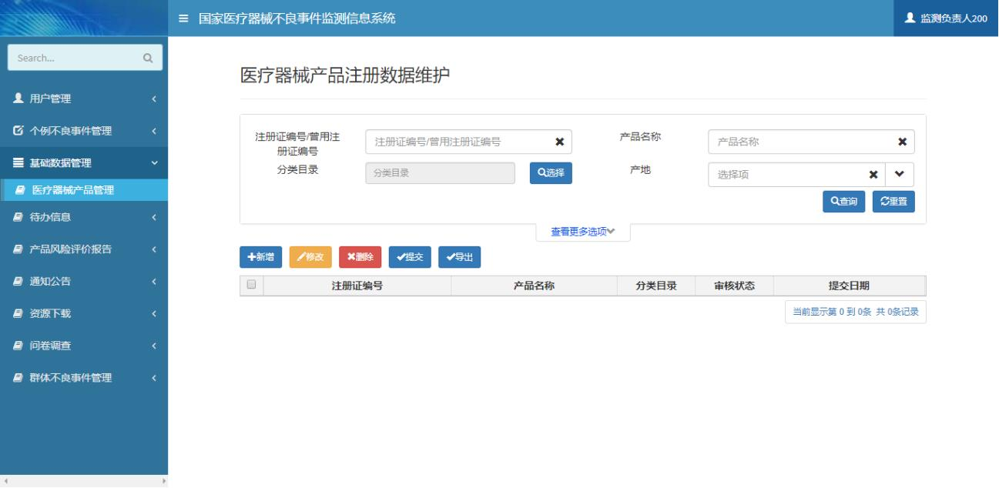 国家医疗器械不良事件监测信息系统
监测负责人200
Search...
用户管理
个例不良事件管理
基础数据管理
医疗器械产品管理
待办信息
产品风险评价报告
通知公告
资源下载
问卷调查
群体不良事件管理
医疗器械产品注册数据维护
注册证编号/曾用注
册证编号
注册证编号/曾用注册证编号
产品名称
产品名称
分类目录
分类目录
选择
产地
选择项
查询
重置
查看更多选项
新增
修改
删除
提交
导出
注册证编号
产品名称
分类目录
审核状态
提交日期
当前显示第 0 到 0条 共 0条记录